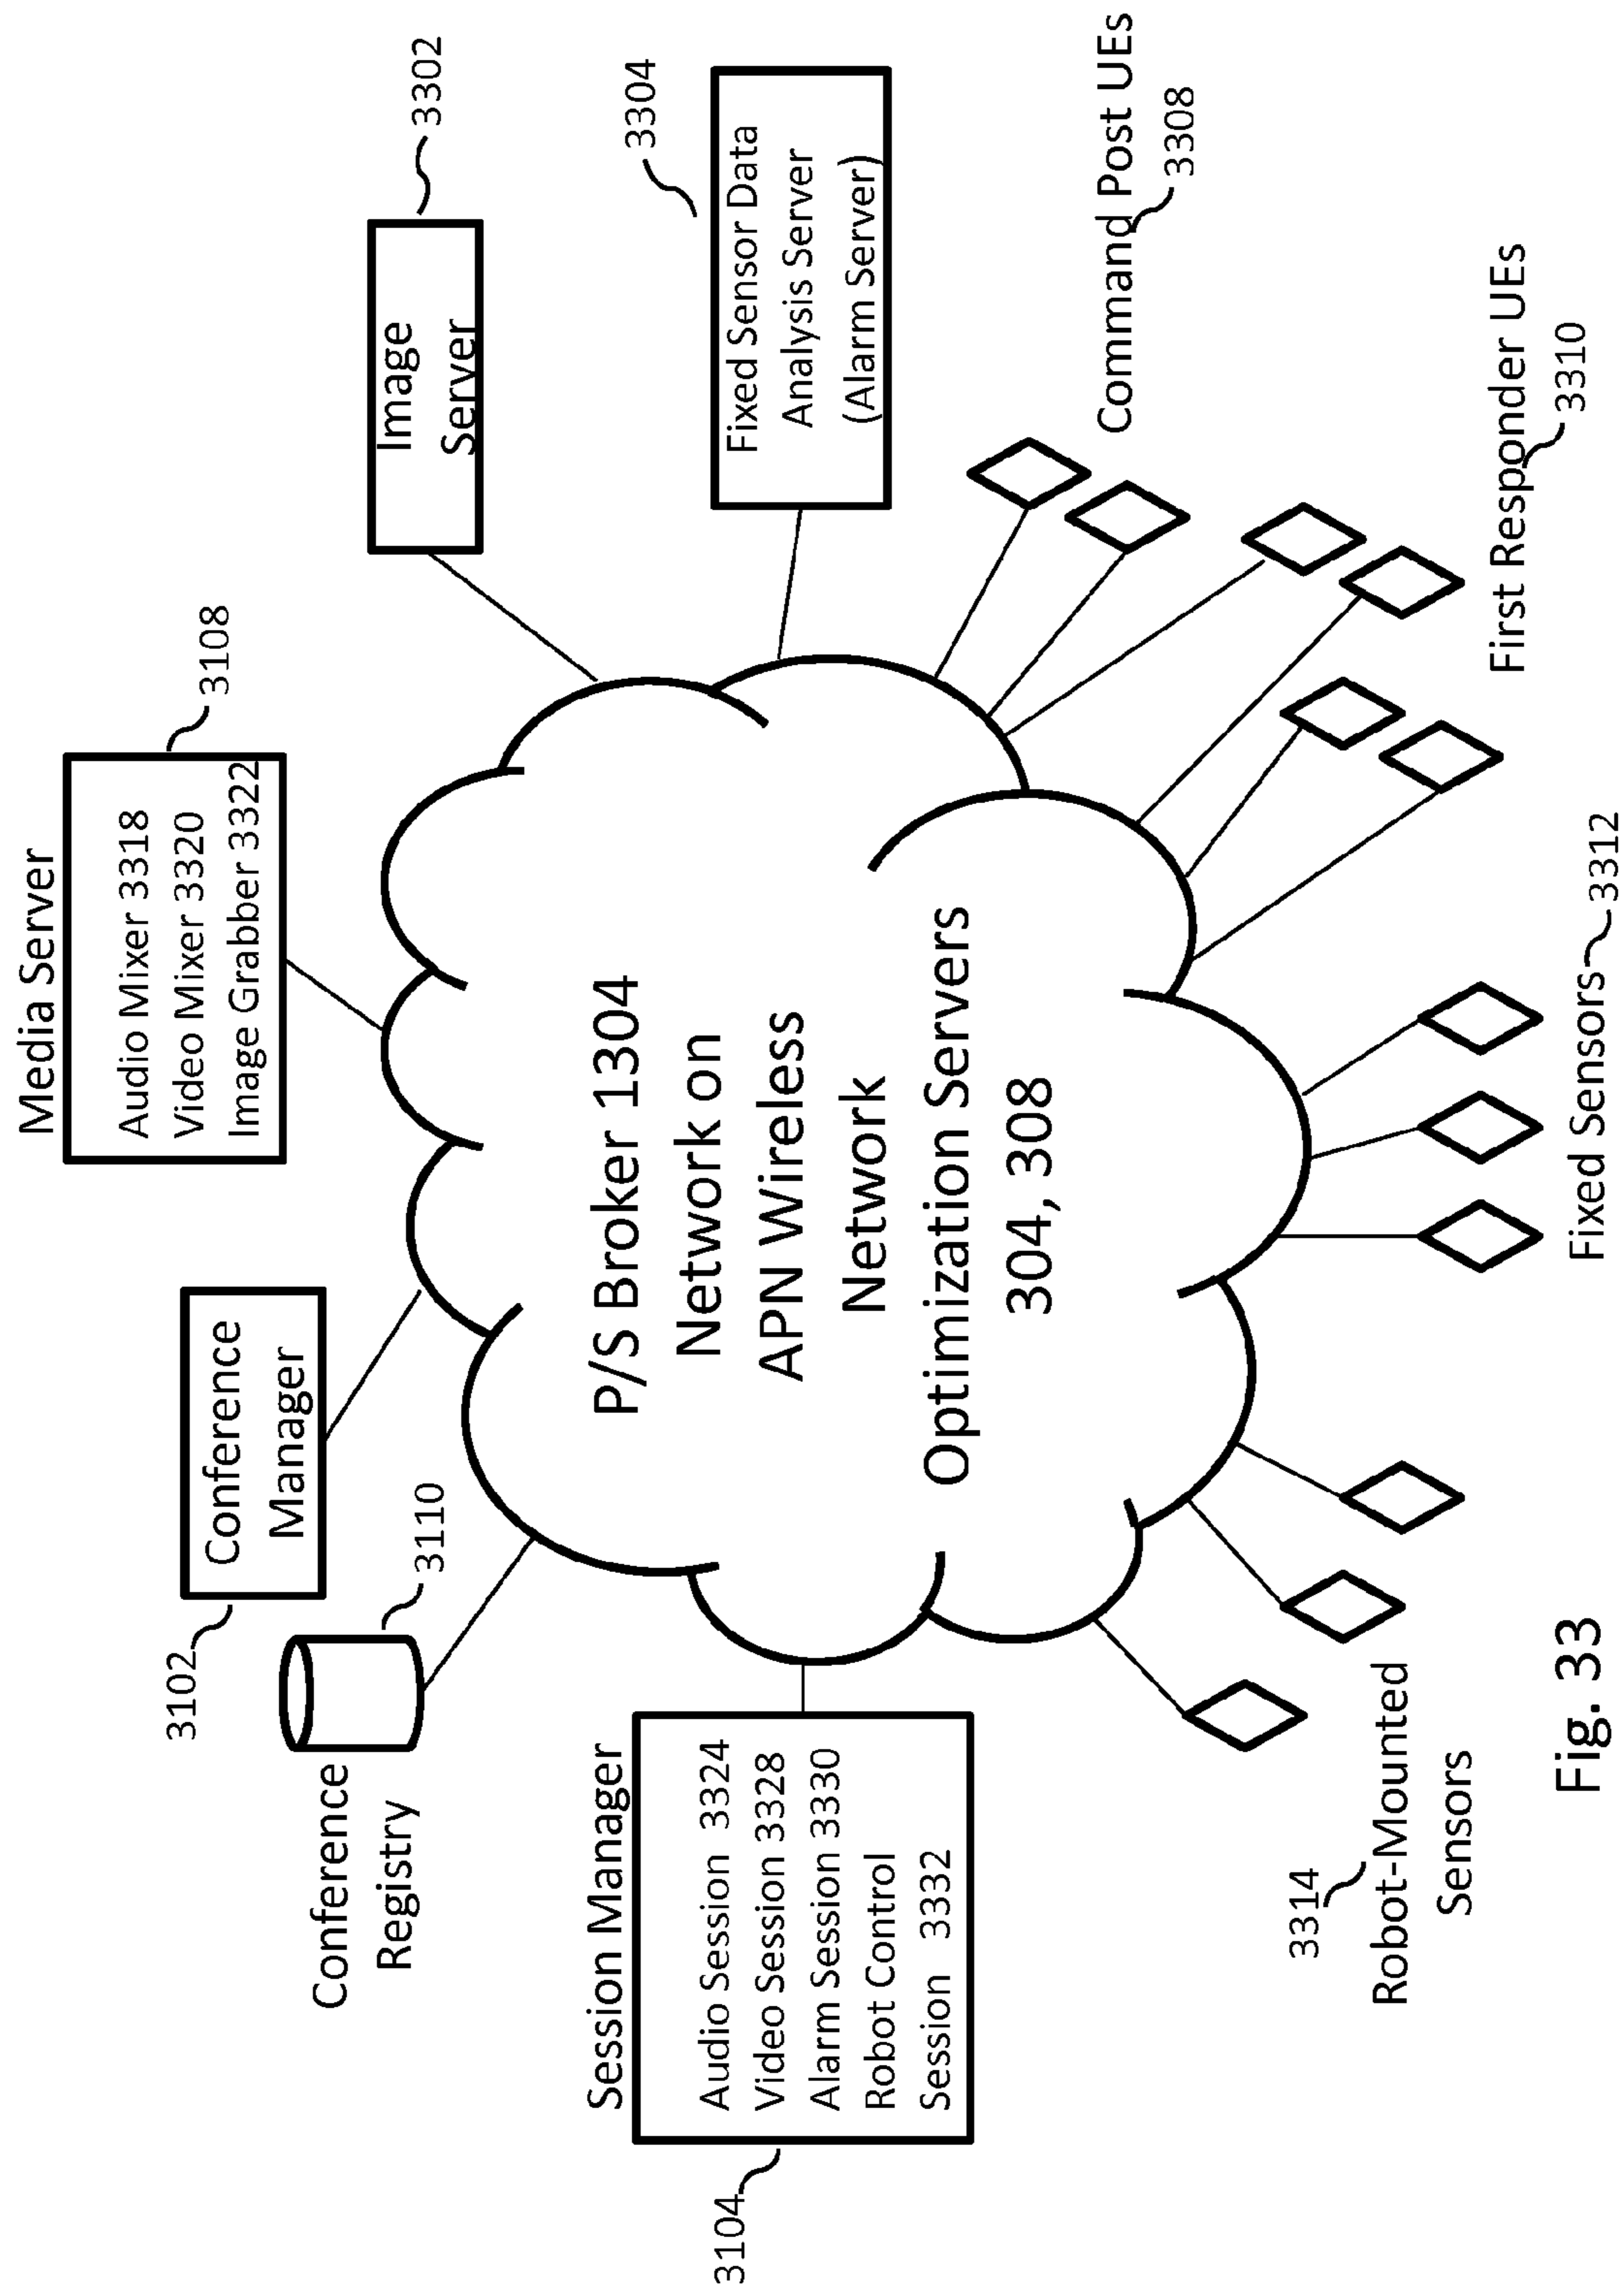 Media Server
3108
Audio Mixer 3318
Video Mixer 3320
Image Grabber 3322
3302
Image
Server
3102
Conference
Manager
3110
Conference
Registry
3304
Fixed Sensor Data
Analysis Server
(Alarm Server)
Session Manager
3104
Audio Session 3324
Video Session 3328
Alarm Session 3330
Robot Control
Session 3332
P/S Broker 1304
Network on
APN Wireless
Network
Optimization Servers
304, 308
Command Post UEs
3308
First Responder UEs
3310
3314
Robot-Mounted
Sensors
Fixed Sensors
3312
Fig. 33